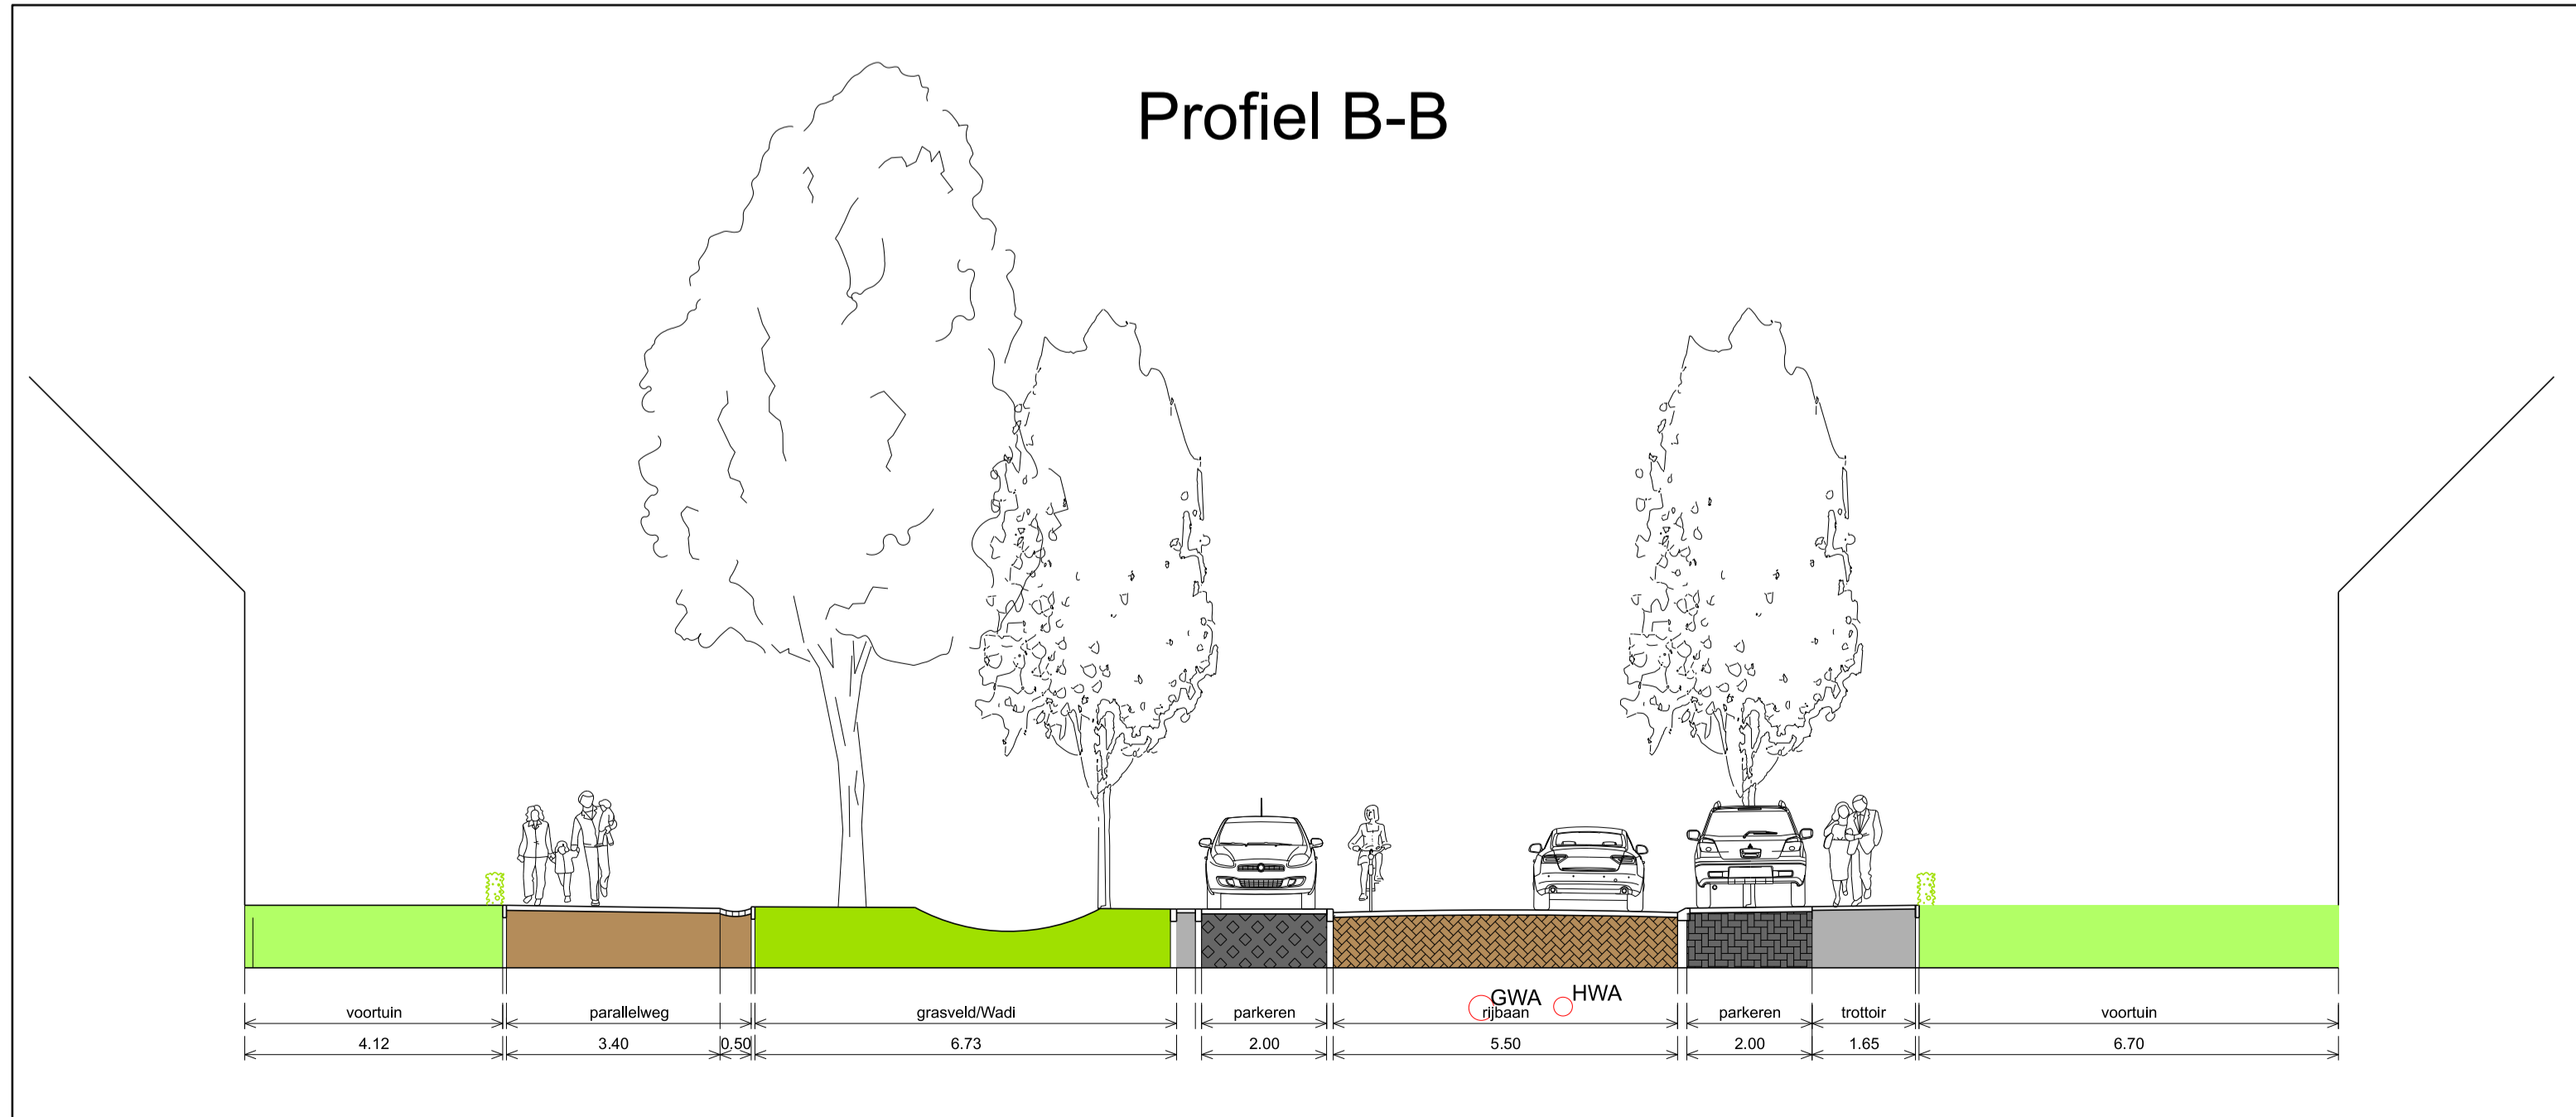 Profiel B-B
GWA HWA
voortuin parallelweg grasveld/Wadi parkeren rijbaan parkeren trottoir voortuin
4.12 3.40 0.50 6.73 2.00 5.50 2.00 1.65 6.70